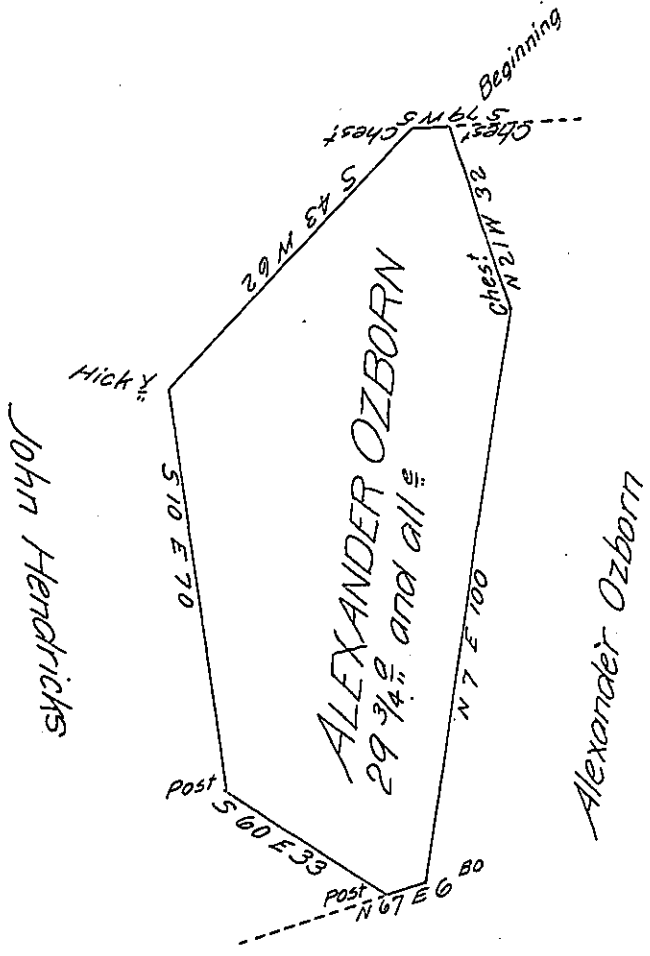 Beginning
S 79 W 5
Chest
Chest
N 21 W 32
Chest
S 43 W 62
Hick y
ALEXANDER OZBORN
29 3/4 a and all e
S 10 E 70
N 7 E 100
John Hendricks
Alexander Ozborn
Post
S 60 E 33
Post
N 67 E 6
BO